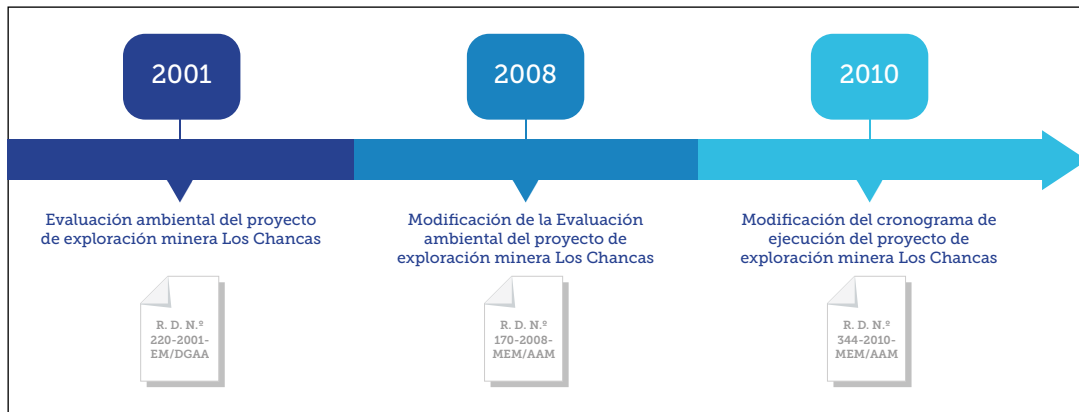 2001
2008
2010
Evaluación ambiental del proyecto
de exploración minera Los Chancas
Modificación de la Evaluación
ambiental del proyecto de
exploración minera Los Chancas
Modificación del cronograma de
ejecución del proyecto de
exploración minera Los Chancas
R. D. N.º
220-2001-
EM/DGAA
R. D. N.º
170-2008-
MEM/AAM
R. D. N.º
344-2010-
MEM/AAM